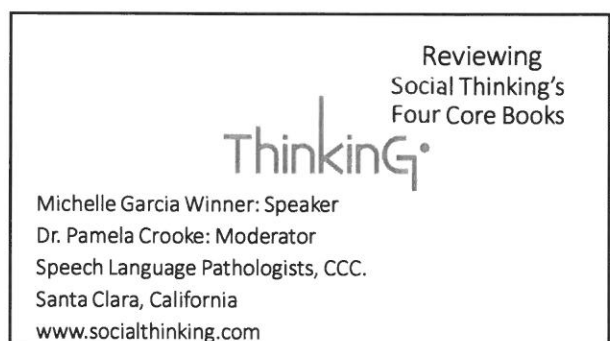 Reviewing
Social Thinking's
Four Core Books
ThinkinG
Michelle Garcia Winner: Speaker
Dr. Pamela Crooke: Moderator
Speech Language Pathologists, CCC.
Santa Clara, California
www.socialthinking.com